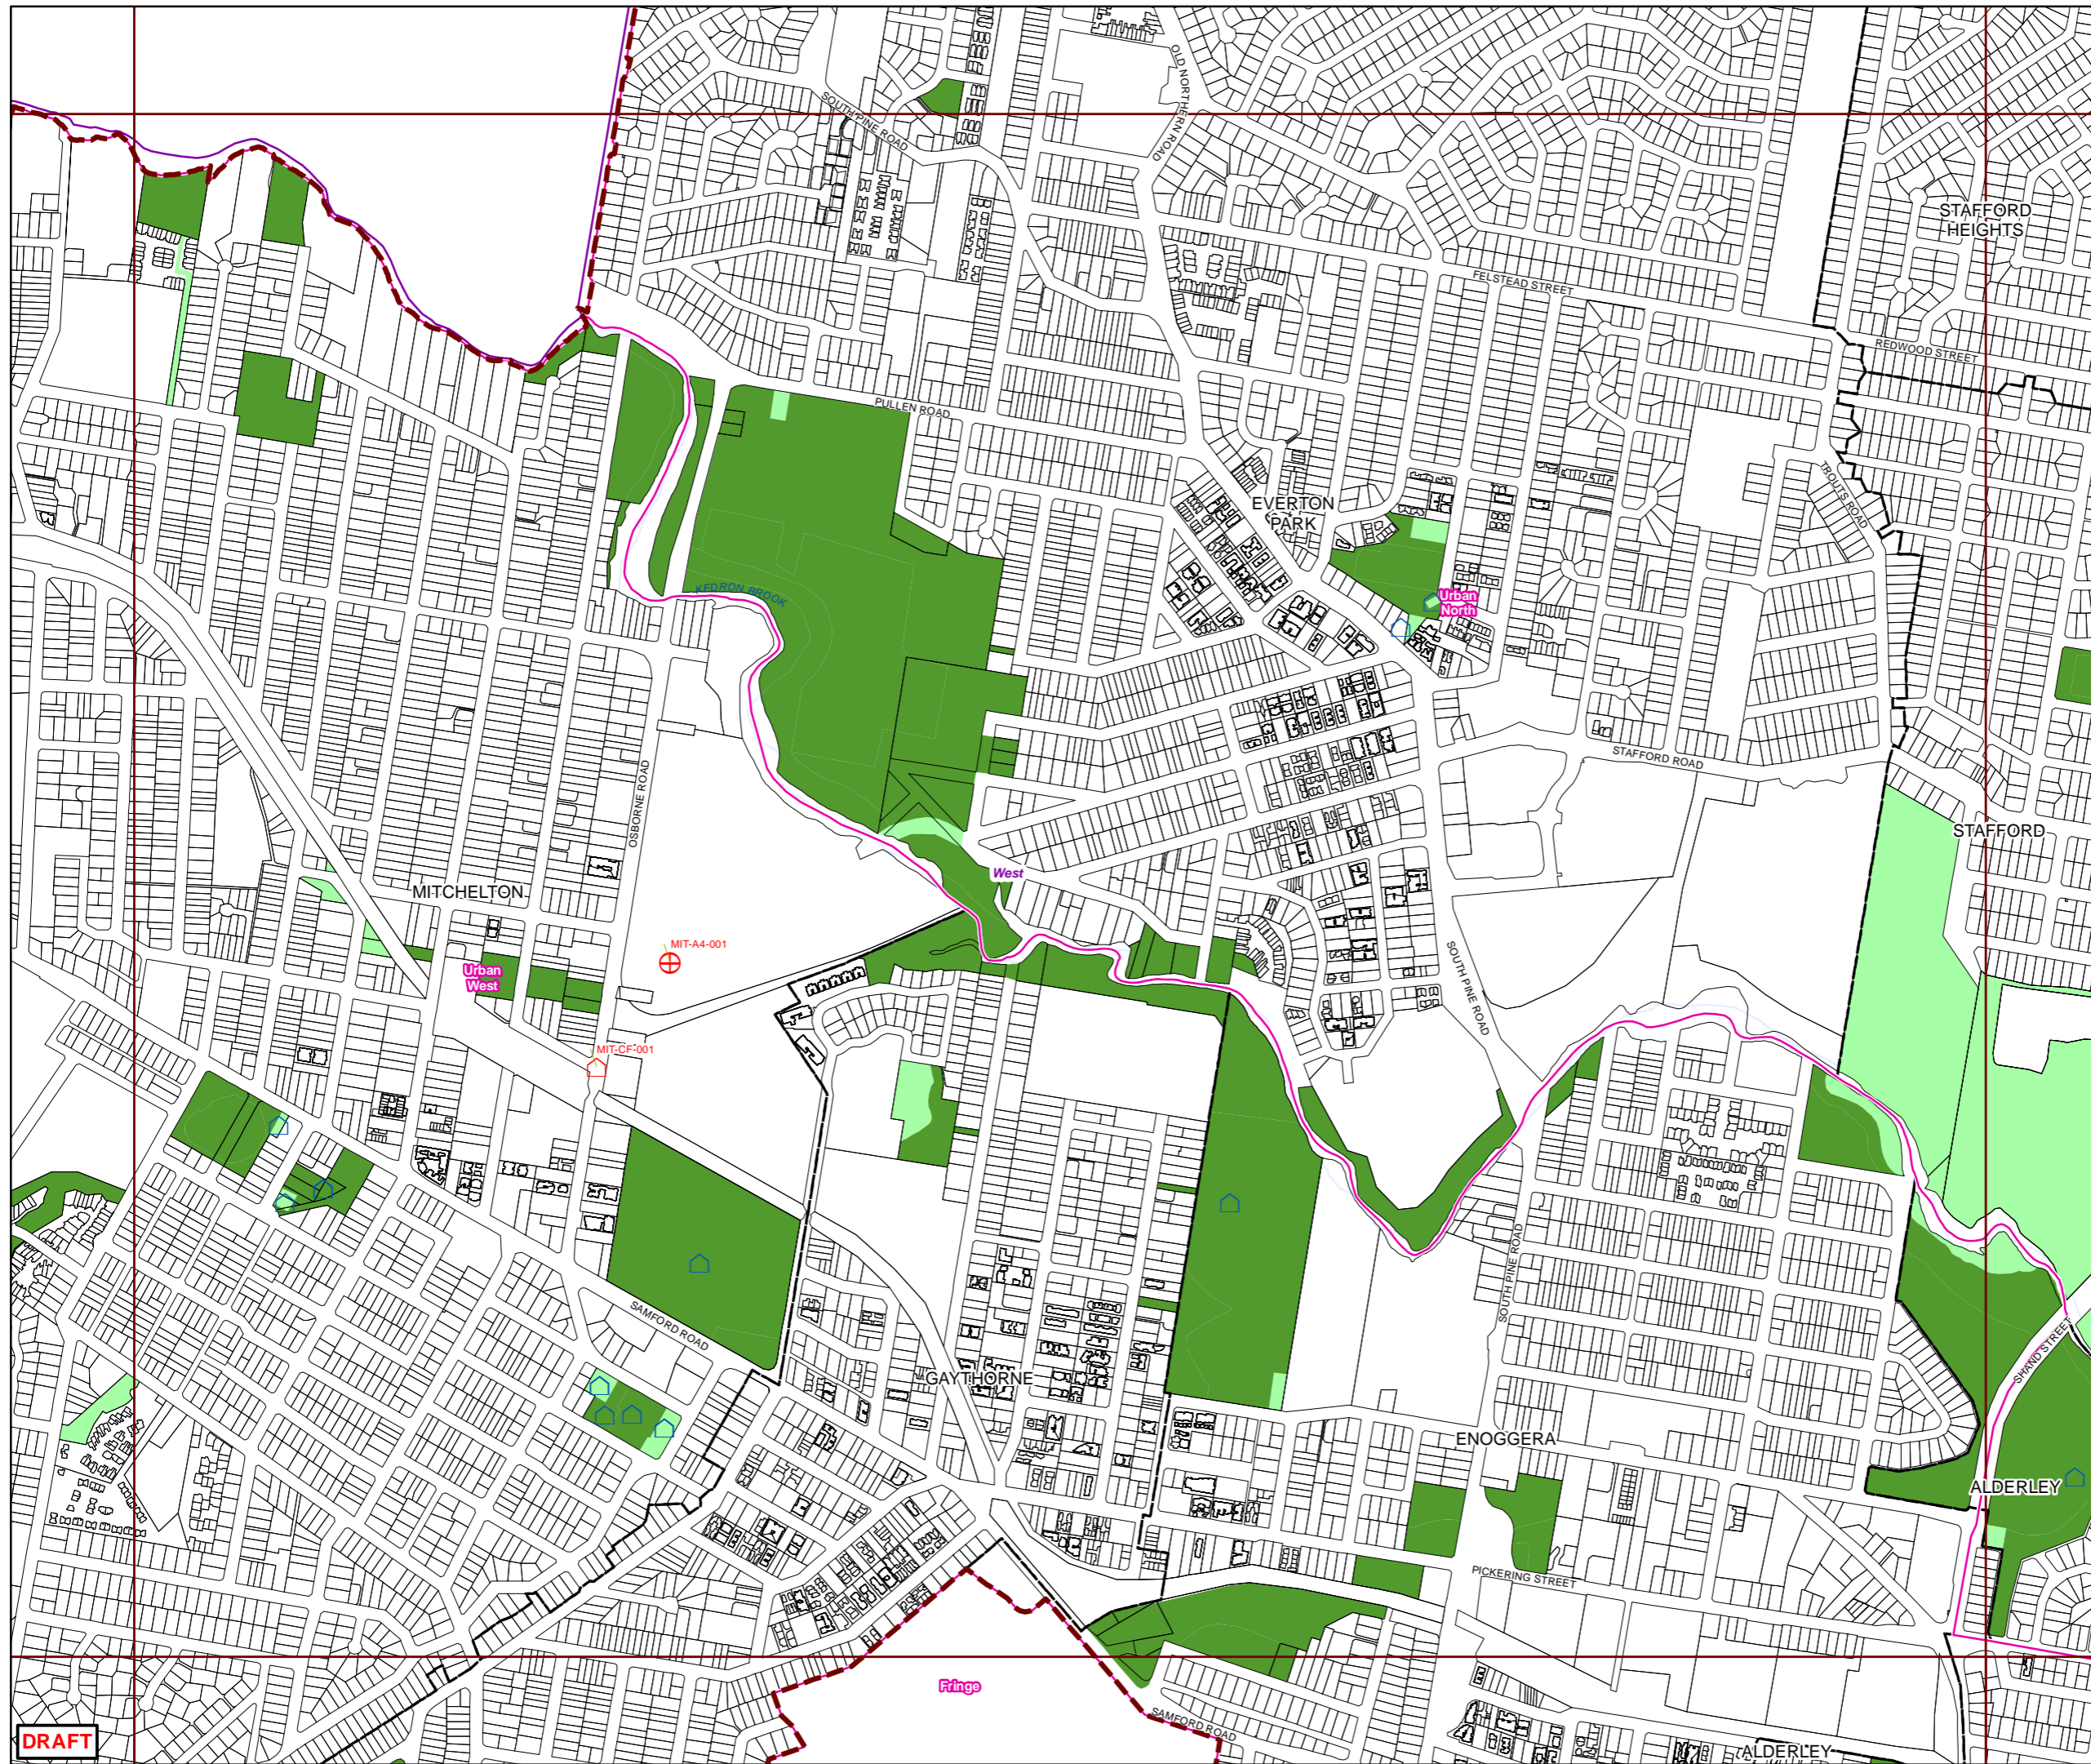 SOUTH PINE ROAD
OLD NORTHERN ROAD
STAFFORD
HEIGHTS
FELSTEAD STREET
REDWOOD STREET
PULLEN ROAD
TROUTS ROAD
EVERTON
PARK
KEDRON BROOK
Urban
North
STAFFORD ROAD
OSBORNE ROAD
STAFFORD
West
MITCHELTON
MIT-A4-001
Urban
West
SOUTH PINE ROAD
MIT-CF-001
SOUTH PINE ROAD
SAMFORD ROAD
SHAND STREET
GAYTHORNE
ENOGGERA
ALDERLEY
PICKERING STREET
Fringe
SAMFORD ROAD
DRAFT
ALDERLEY